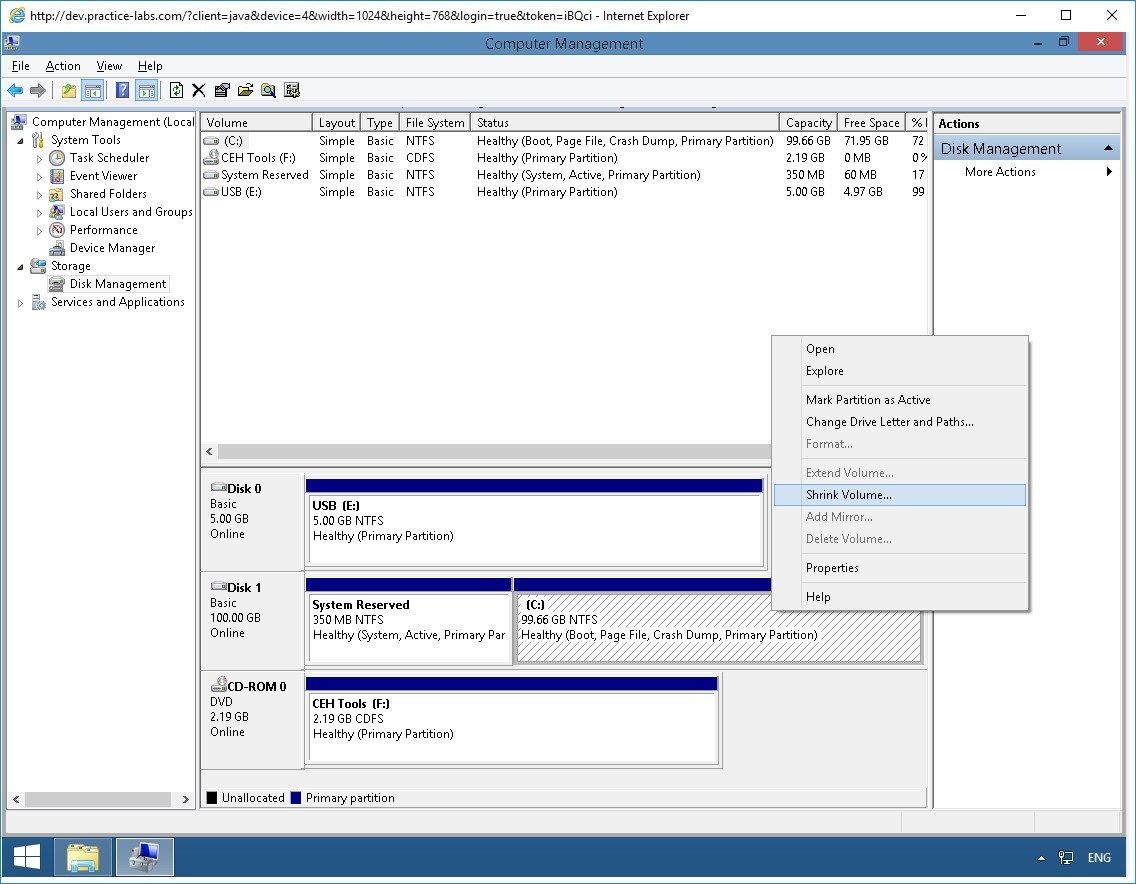 http://dev.practice-labs.com/?client=java&device=4&width=1024&height=768&login=true&token=iBQci - Internet Explorer
Computer Management
File Action View Help
Computer Management (Local
System Tools
Task Scheduler
Event Viewer
Shared Folders
Local Users and Groups
Performance
Device Manager
Storage
Disk Management
Services and Applications
Volume Layout Type File System Status Capacity Free Space %
(C:) Simple Basic NTFS Healthy (Boot, Page File, Crash Dump, Primary Partition) 99.66 GB 71.95 GB 72
CEH Tools (F:) Simple Basic CDFS Healthy (Primary Partition) 2.19 GB 0 MB 0 %
System Reserved Simple Basic NTFS Healthy (System, Active, Primary Partition) 350 MB 60 MB 17
USB (E:) Simple Basic NTFS Healthy (Primary Partition) 5.00 GB 4.97 GB 99
Actions
Disk Management
More Actions
Open
Explore
Mark Partition as Active
Change Drive Letter and Paths...
Format...
Extend Volume...
Shrink Volume...
Add Mirror...
Delete Volume...
Properties
Help
Disk 0
Basic
5.00 GB
Online
USB (E:)
5.00 GB NTFS
Healthy (Primary Partition)
Disk 1
Basic
100.00 GB
Online
System Reserved
350 MB NTFS
Healthy (System, Active, Primary Par
(C:)
99.66 GB NTFS
Healthy (Boot, Page File, Crash Dump, Primary Partition)
CD-ROM 0
DVD
2.19 GB
Online
CEH Tools (F:)
2.19 GB CDFS
Healthy (Primary Partition)
Unallocated Primary partition
ENG